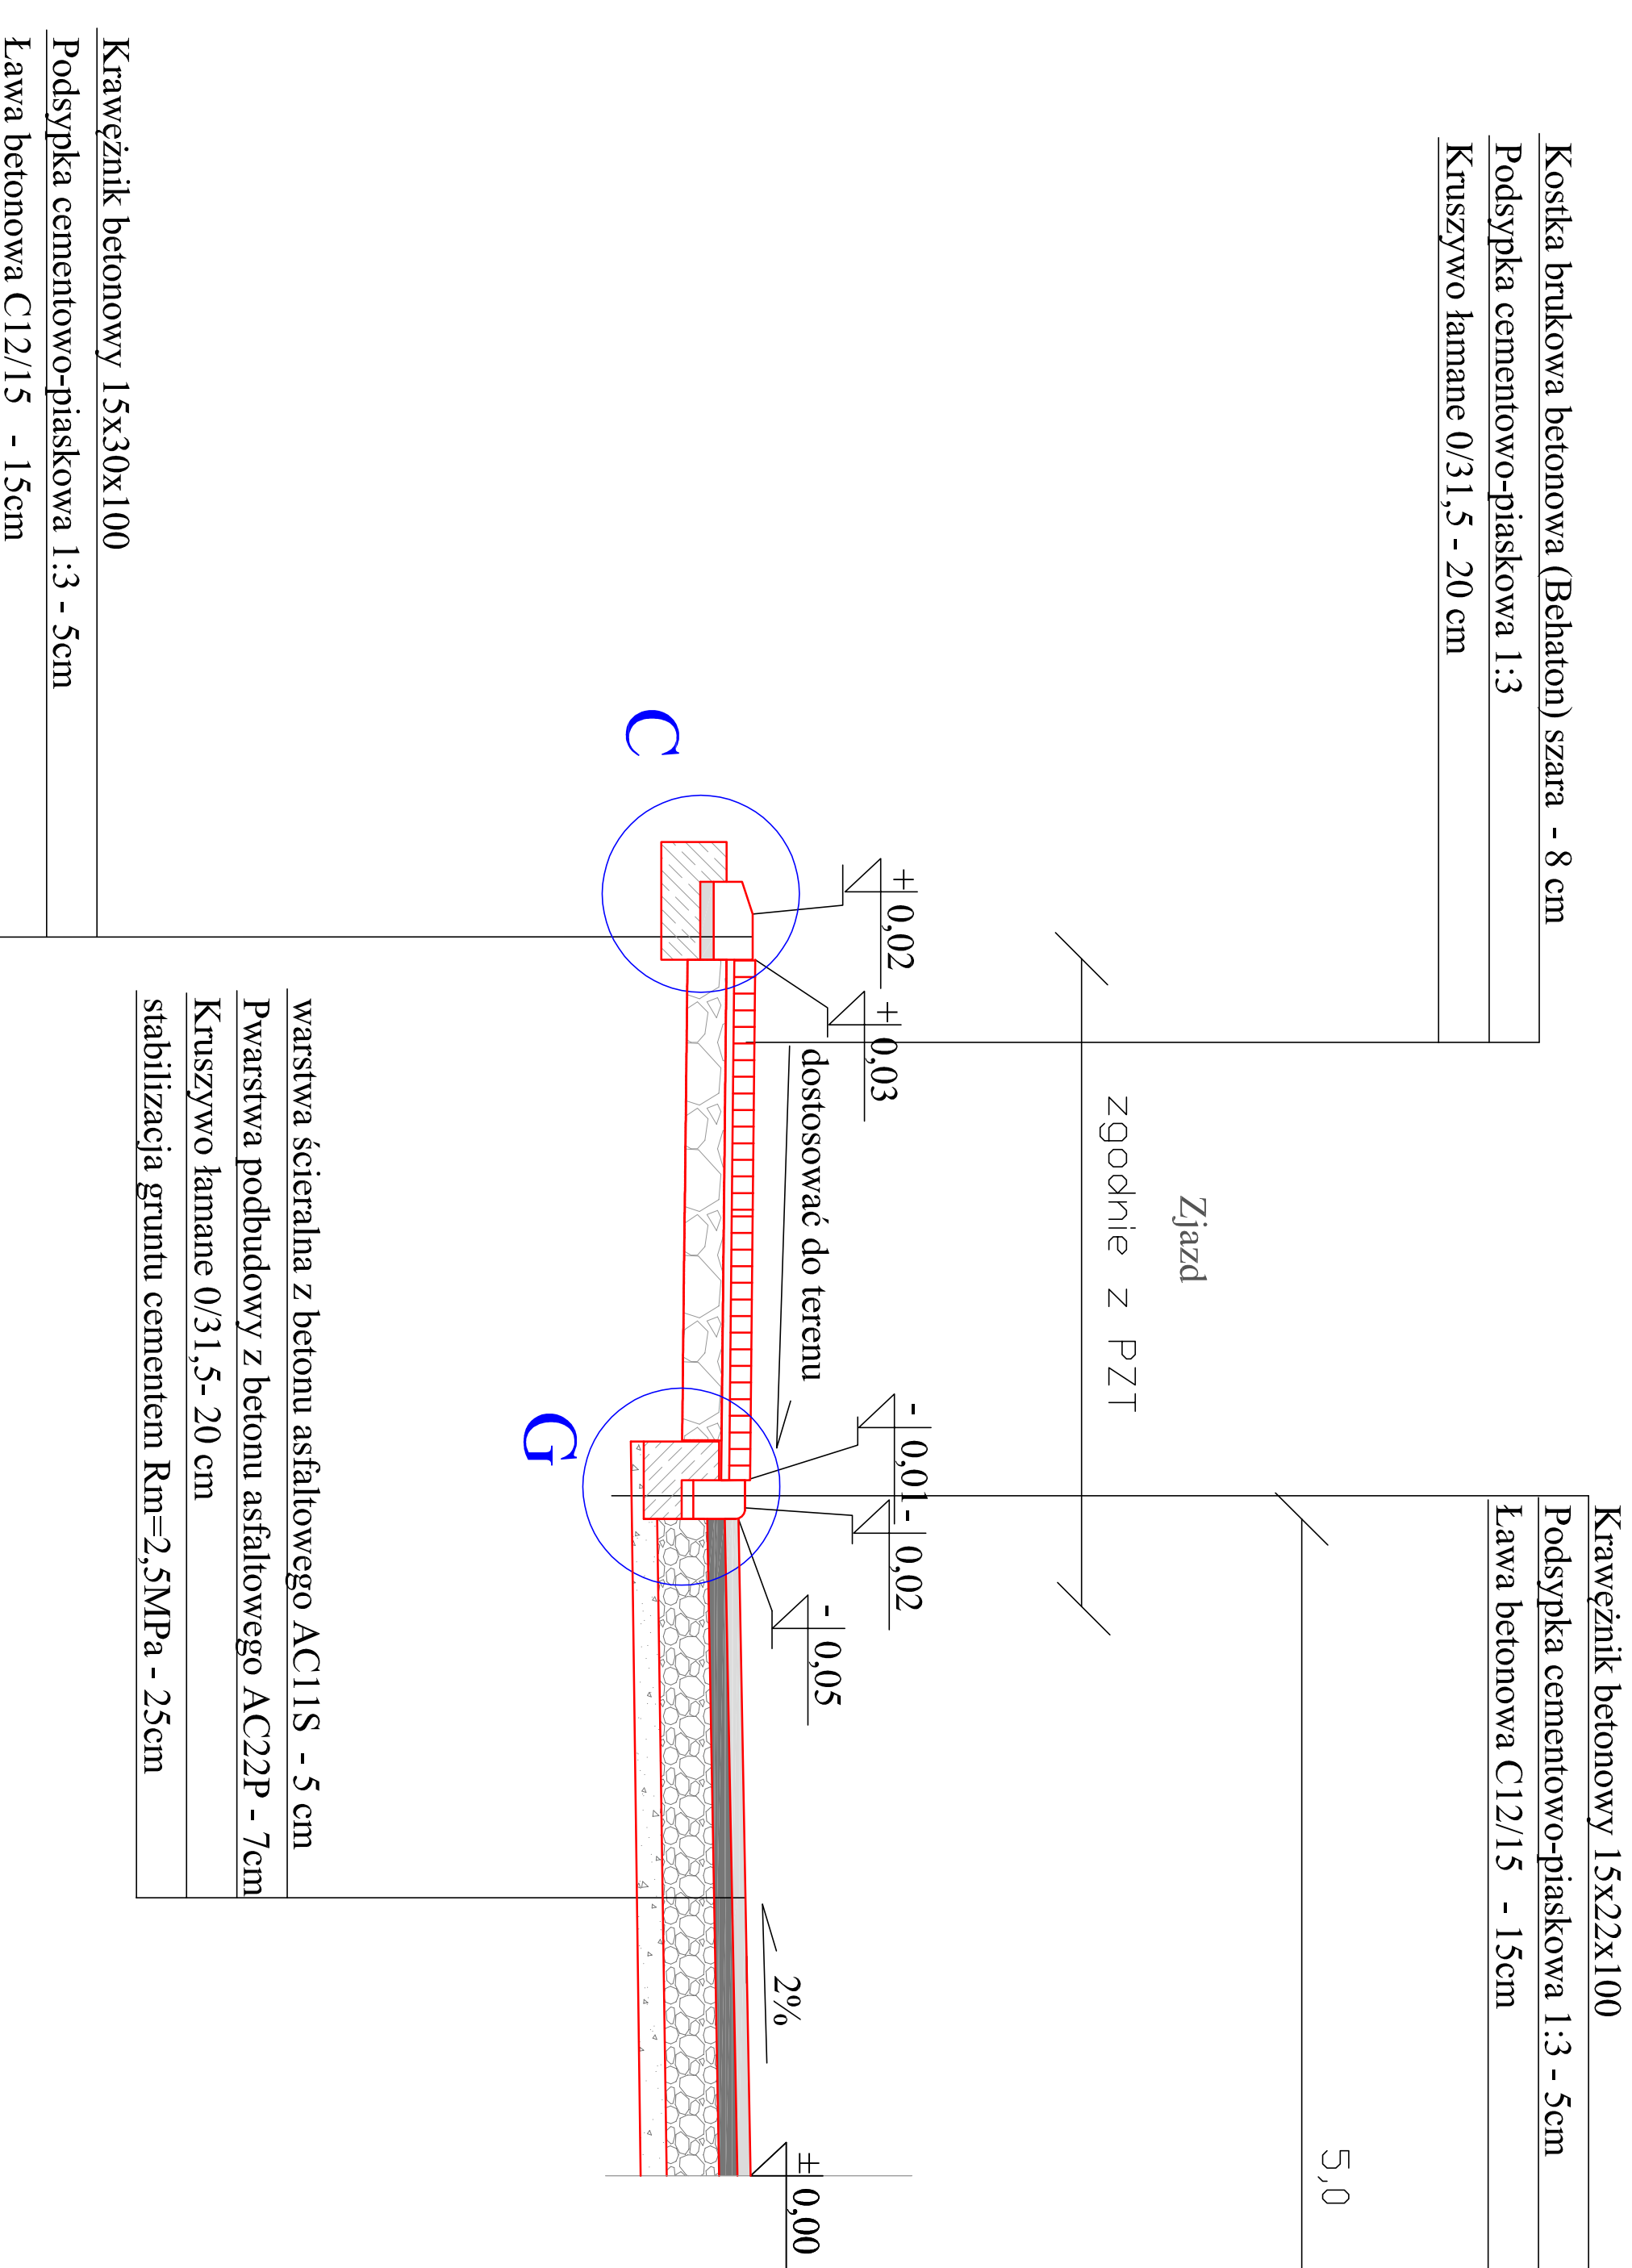 Krawężnik betonowy 15x22x100
Podsypka cementowo-piaskowa 1:3 - 5cm
Ława betonowa C12/15 - 15cm
Kostka brukowa betonowa (Behaton) szara - 8 cm
Podsypka cementowo-piaskowa 1:3
Kruszywo łamane 0/31,5 - 20 cm
5,0
Zjazd
zgodnie z PZT
+ 0,02
+ 0,03
- 0,01
- 0,02
- 0,05
± 0,00
dostosować do terenu
2%
C
G
warstwa ścieralna z betonu asfaltowego AC11S - 5 cm
Pwarstwa podbudowy z betonu asfaltowego AC22P - 7cm
Kruszywo łamane 0/31,5- 20 cm
stabilizacja gruntu cementem Rm=2,5MPa - 25cm
Krawężnik betonowy 15x30x100
Podsypka cementowo-piaskowa 1:3 - 5cm
Ława betonowa C12/15 - 15cm